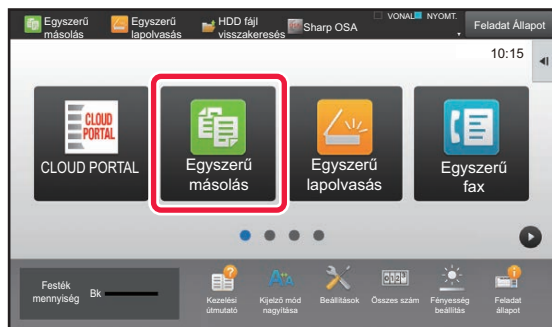 Egyszerű
másolás
Egyszerű
lapolvasás
HDD fájl
visszakeresés
Sharp OSA
VONAL
NYOMT.
Feladat Állapot
10:15
CLOUD
PORTAL
CLOUD PORTAL
Egyszerű
másolás
Egyszerű
lapolvasás
Egyszerű
fax
Festék
mennyiség
Bk
Kezelési
útmutató
Kijelző mód
nagyítása
Beállítások
Összes szám
Fényesség
beállítás
Feladat
állapot